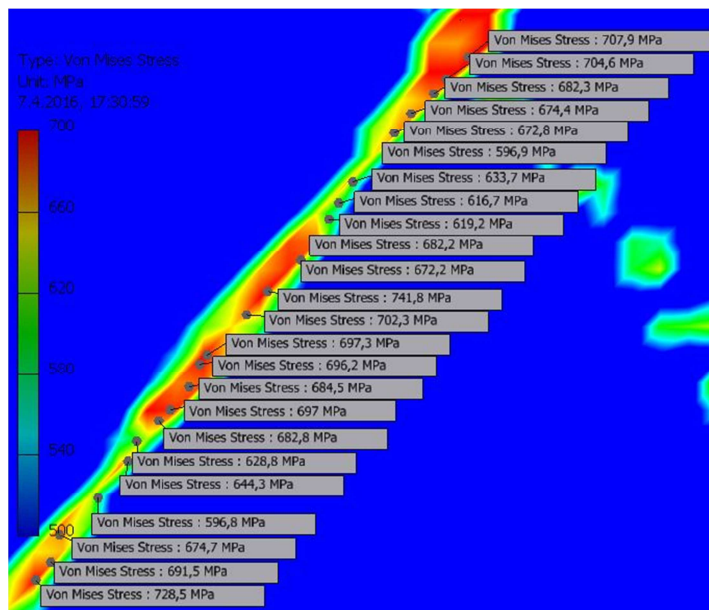 Von Mises Stress : 707,9 MPa
Type: Von Mises Stress
Von Mises Stress : 704,6 MPa
Unit: MPa
Von Mises Stress : 682,3 MPa
7.4.2016, 17:30:59
Von Mises Stress : 674,4 MPa
700
Von Mises Stress : 672,8 MPa
Von Mises Stress : 596,9 MPa
Von Mises Stress : 633,7 MPa
Von Mises Stress : 616,7 MPa
660
Von Mises Stress : 619,2 MPa
Von Mises Stress : 682,2 MPa
Von Mises Stress : 672,2 MPa
620
Von Mises Stress : 741,8 MPa
Von Mises Stress : 702,3 MPa
Von Mises Stress : 697,3 MPa
Von Mises Stress : 696,2 MPa
580
Von Mises Stress : 684,5 MPa
Von Mises Stress : 697 MPa
Von Mises Stress : 682,8 MPa
540
Von Mises Stress : 628,8 MPa
Von Mises Stress : 644,3 MPa
Von Mises Stress : 596,8 MPa
500
Von Mises Stress : 674,7 MPa
Von Mises Stress : 691,5 MPa
Von Mises Stress : 728,5 MPa